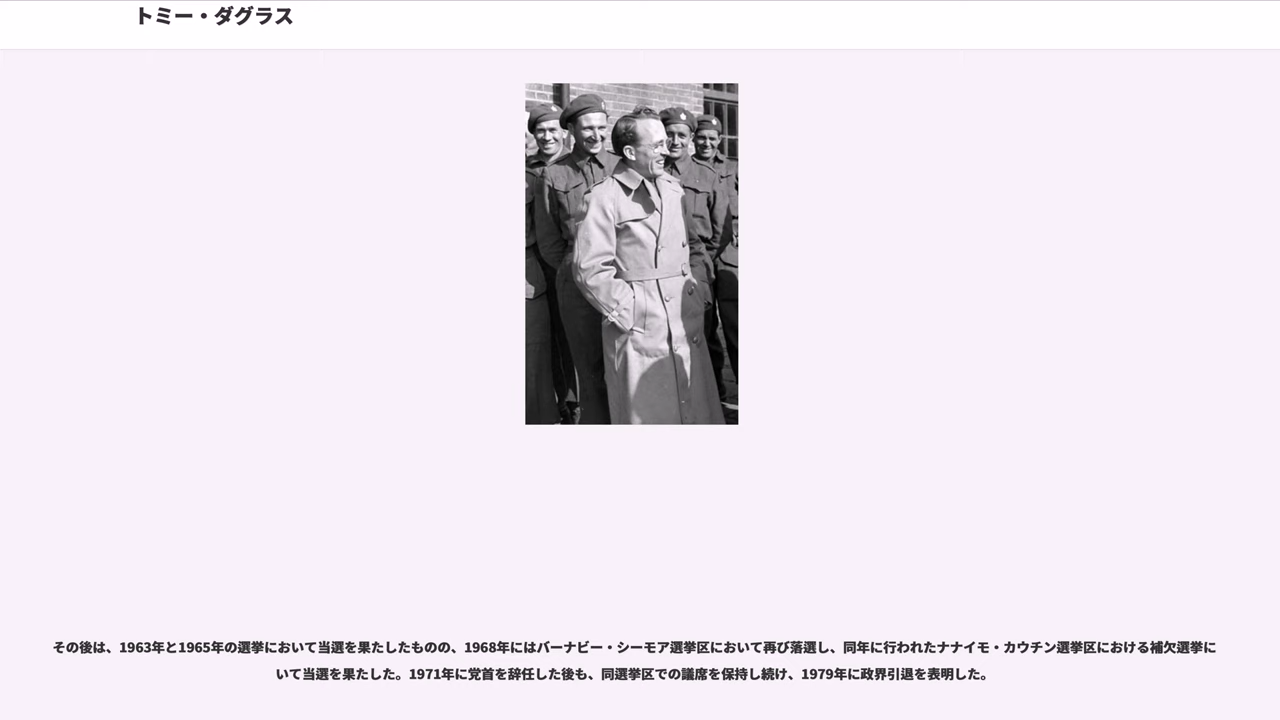 トミー・ダグラス
その後は、1963年と1965年の選挙において当選を果たしたものの、1968年にはバーナビー・シーモア選挙区において再び落選し、同年に行われたナナイモ・カウチン選挙区における補欠選挙に
いて当選を果たした。1971年に党首を辞任した後も、同選挙区での議席を保持し続け、1979年に政界引退を表明した。